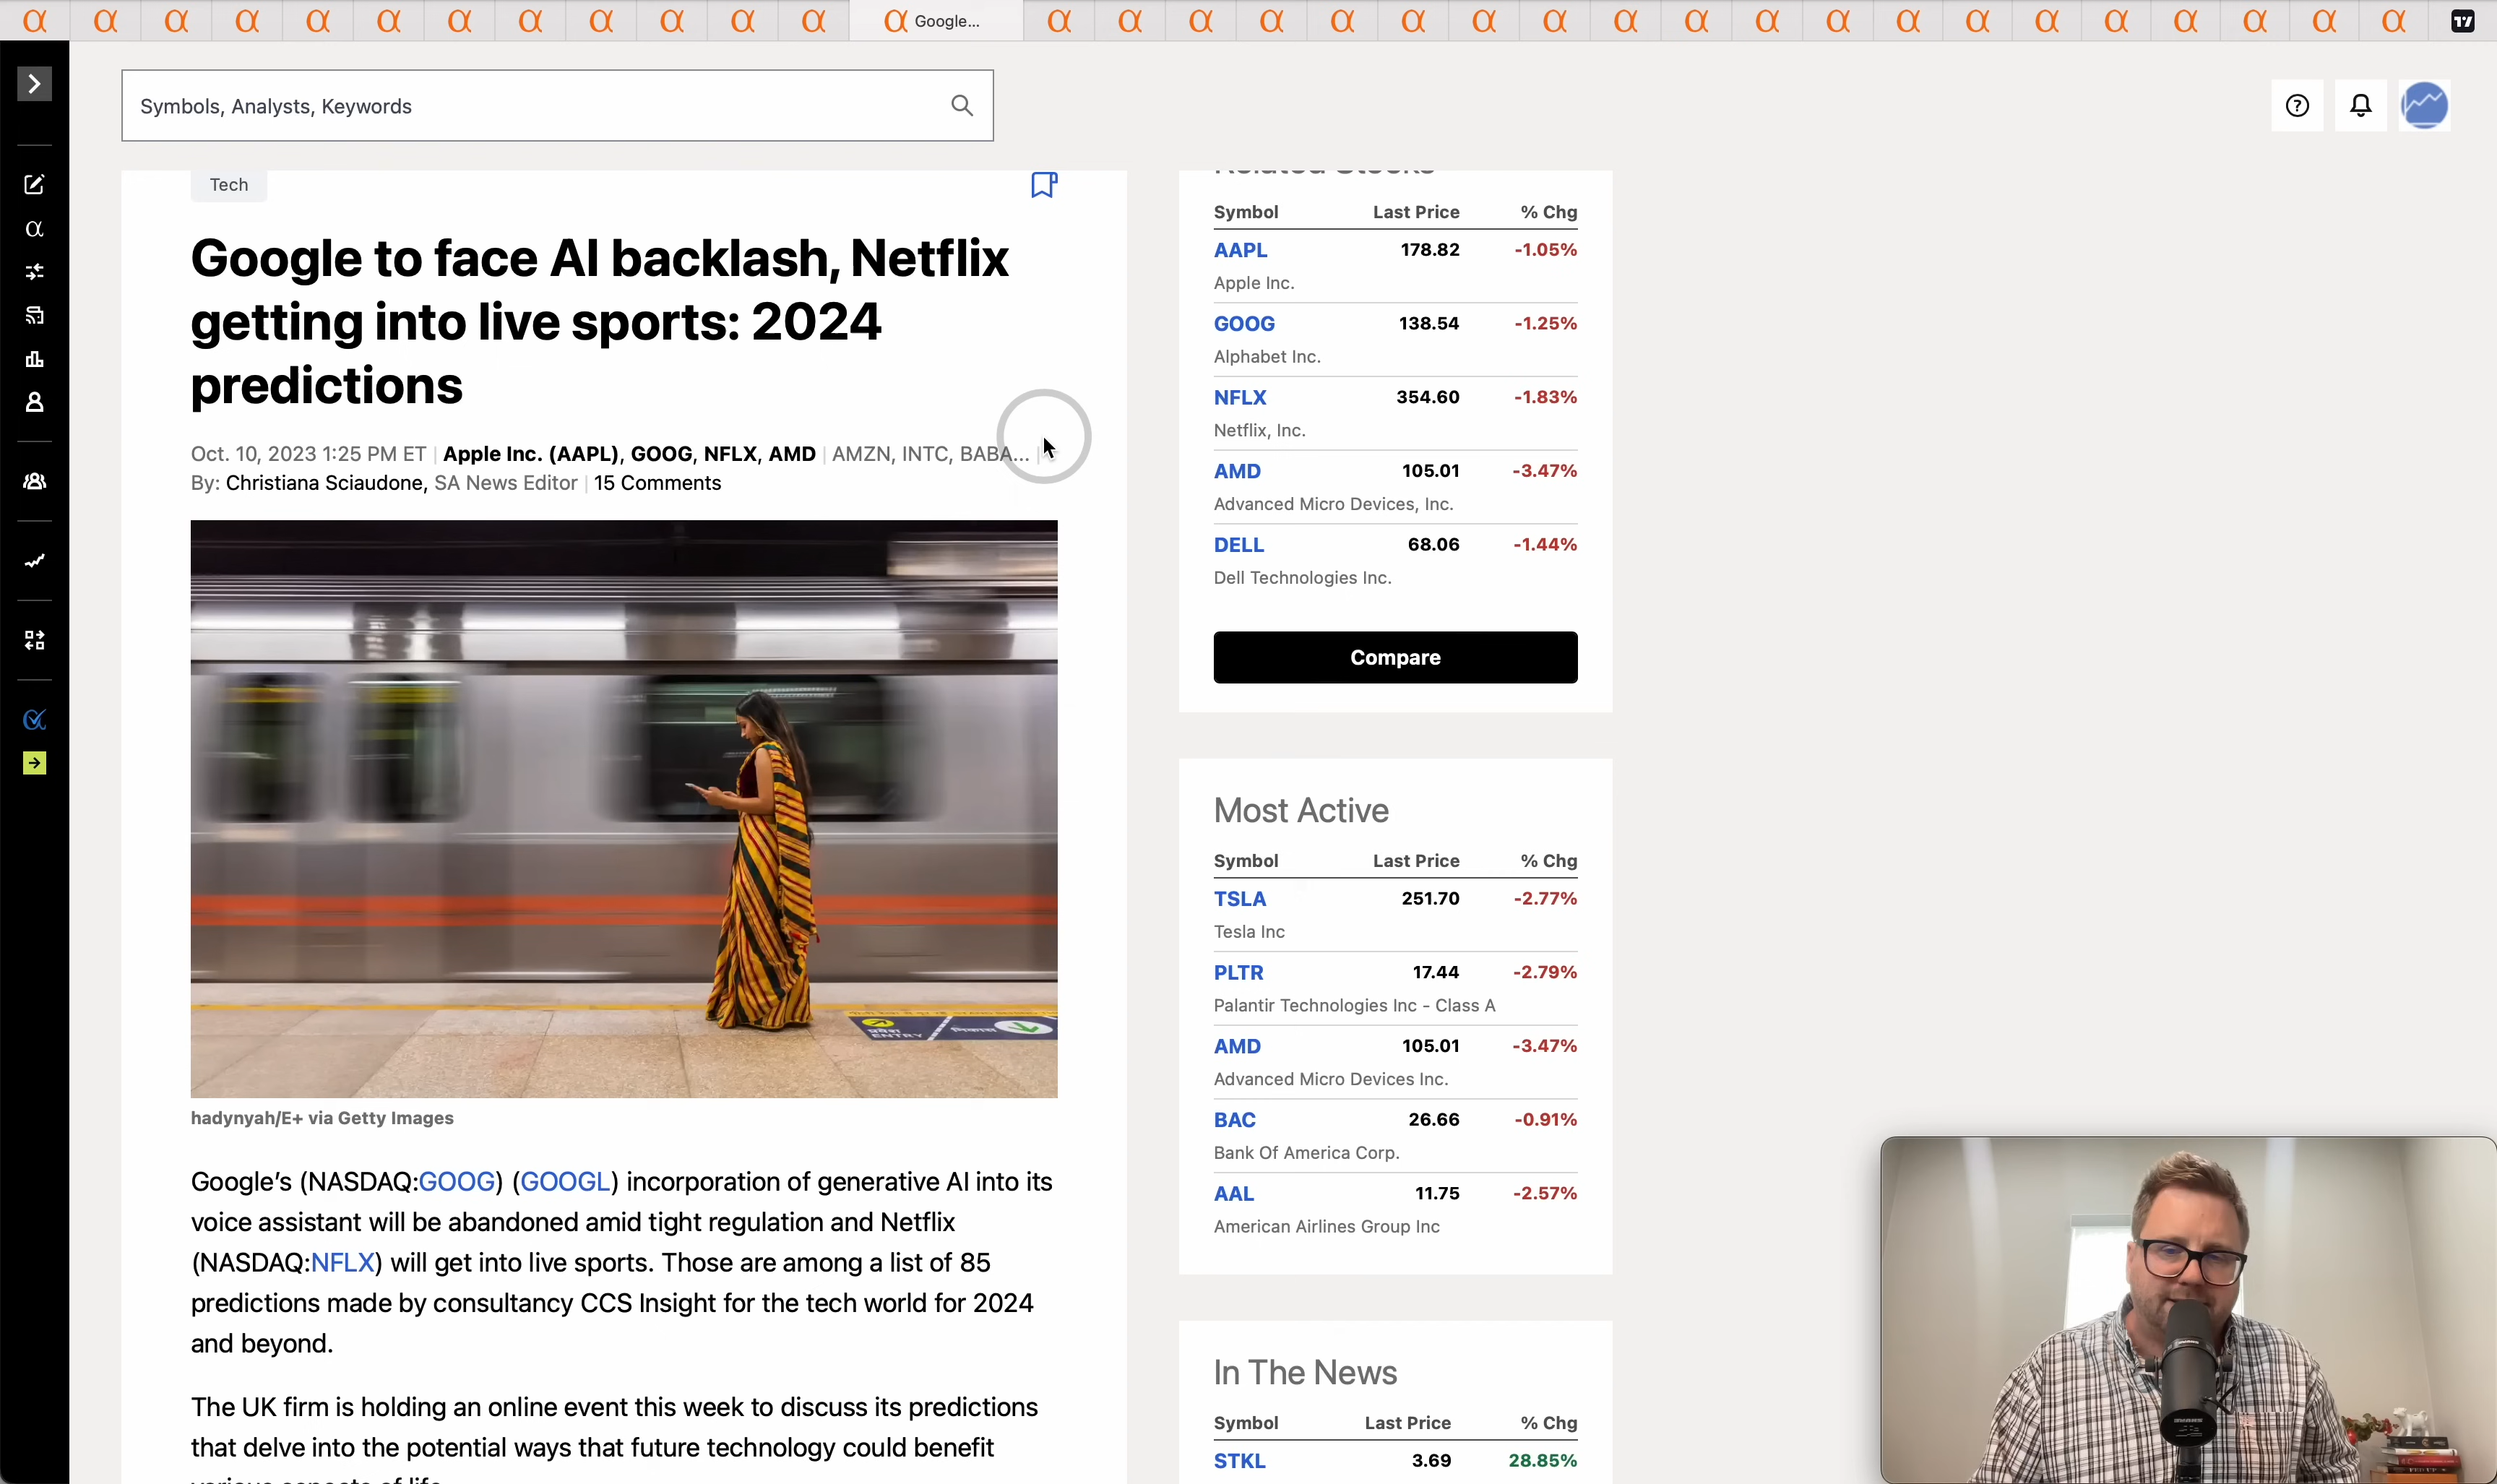 Google...
Symbols, Analysts, Keywords
Tech
Google to face AI backlash, Netflix
getting into live sports: 2024
predictions
Oct. 10, 2023 1:25 PM ET | Apple Inc. (AAPL), GOOG, NFLX, AMD | AMZN, INTC, BABA... |
By: Christiana Sciaudone, SA News Editor | 15 Comments
ENTRY
hadynyah/E+ via Getty Images
Google's (NASDAQ:GOOG) (GOOGL) incorporation of generative AI into its
voice assistant will be abandoned amid tight regulation and Netflix
(NASDAQ:NFLX) will get into live sports. Those are among a list of 85
predictions made by consultancy CCS Insight for the tech world for 2024
and beyond.
The UK firm is holding an online event this week to discuss its predictions
that delve into the potential ways that future technology could benefit
various aspects of life.
Related Stocks
Symbol Last Price % Chg
AAPL 178.82 -1.05%
Apple Inc.
GOOG 138.54 -1.25%
Alphabet Inc.
NFLX 354.60 -1.83%
Netflix, Inc.
AMD 105.01 -3.47%
Advanced Micro Devices, Inc.
DELL 68.06 -1.44%
Dell Technologies Inc.
Compare
Most Active
Symbol Last Price % Chg
TSLA 251.70 -2.77%
Tesla Inc
PLTR 17.44 -2.79%
Palantir Technologies Inc - Class A
AMD 105.01 -3.47%
Advanced Micro Devices Inc.
BAC 26.66 -0.91%
Bank Of America Corp.
AAL 11.75 -2.57%
American Airlines Group Inc
In The News
Symbol Last Price % Chg
STKL 3.69 28.85%